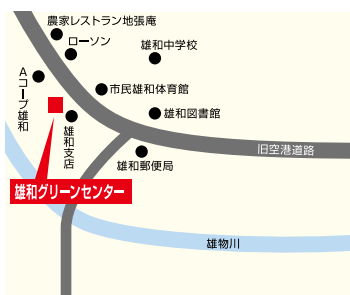 農家レストラン地張庵
ローソン
雄和中学校
Aコープ雄和
市民雄和体育館
雄和図書館
雄和支店
雄和郵便局
旧空港道路
雄和グリーンセンター
雄物川